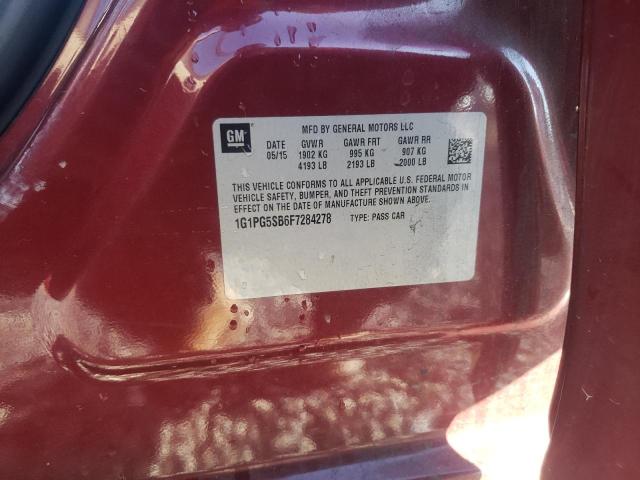 GM MFD BY GENERAL MOTORS LLC
DATE GVWR GAWR FRT GAWR RR
05/15 1902 KG 995 KG 907 KG
4193 LB 2193 LB 2000 LB
THIS VEHICLE CONFORMS TO ALL APPLICABLE U.S. FEDERAL MOTOR
VEHICLE SAFETY, BUMPER, AND THEFT PREVENTION STANDARDS IN
EFFECT ON THE DATE OF MANUFACTURE SHOWN ABOVE.
1G1PG5SB6F7284278 TYPE: PASS CAR